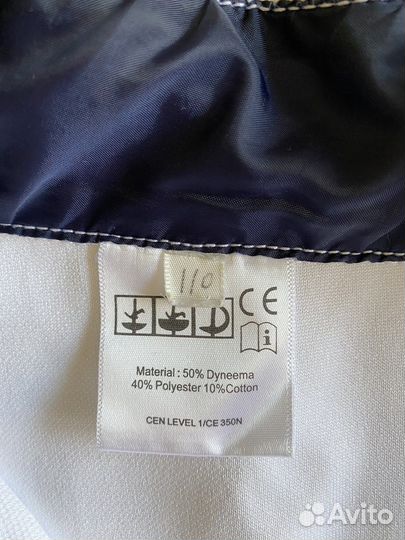 110
CE
i
Material : 50% Dyneema
40% Polyester 10%Cotton
CEN LEVEL 1/CE 350N
Avito